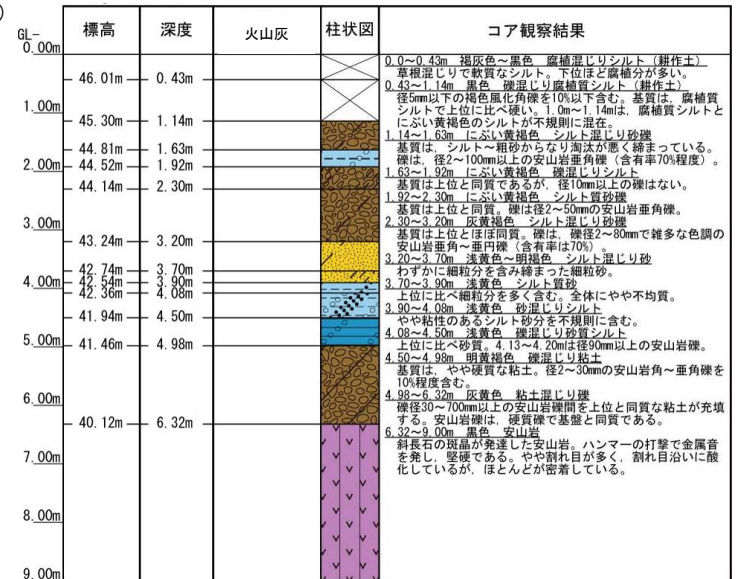 )
標高 深度 火山灰 柱状図 コア観察結果
GL-
0.00m
1.00m
2.00m
3.00m
4.00m
5.00m
6.00m
7.00m
8.00m
9.00m
46.01m 0.43m
45.30m 1.14m
44.81m 1.63m
44.52m 1.92m
44.14m 2.30m
43.24m 3.20m
42.74m 3.70m
42.54m 3.90m
42.36m 4.08m
41.94m 4.50m
41.46m 4.98m
40.12m 6.32m
0.0～0.43m 褐灰色～黒色 腐植混じりシルト（耕作土）
草根混じりで軟質なシルト。下位ほど腐植分が多い。
0.43～1.14m 黒色 礫混じり腐植質シルト（耕作土）
径5mm以下の褐色風化角礫を10%以下含む。基質は，腐植質
シルトで上位に比べ硬い。1.0m～1.14mは，腐植質シルトと
にぶい黄褐色のシルトが不規則に混在。
1.14～1.63m にぶい黄褐色 シルト混じり砂礫
基質は，シルト～粗砂からなり淘汰が悪く締まっている。
礫は，径2～100mm以上の安山岩亜角礫（含有率70%程度）。
1.63～1.92m にぶい黄褐色 礫混じりシルト
基質は上位と同質であるが，径10mm以上の礫はない。
1.92～2.30m にぶい黄褐色 シルト質砂礫
基質は上位と同質。礫は径2～50mmの安山岩亜角礫。
2.30～3.20m 灰黄褐色 シルト混じり砂礫
基質は上位とほぼ同質。礫は，礫径2～80mmで雑多な色調の
安山岩亜角～亜円礫（含有率は70%）。
3.20～3.70m 浅黄色～明褐色 シルト混じり砂
わずかに細粒分を含み締まった細粒砂。
3.70～3.90m 浅黄色 シルト質砂
上位に比べ細粒分を多く含む。全体にやや不均質。
3.90～4.08m 浅黄色 砂混じりシルト
やや粘性のあるシルト砂分を不規則に含む。
4.08～4.50m 浅黄色 礫混じり砂質シルト
上位に比べ砂質。4.13～4.20mは径90mm以上の安山岩礫。
4.50～4.98m 明黄褐色 礫混じり粘土
基質は，やや硬質な粘土。径2～30mmの安山岩角～亜角礫を
10%程度含む。
4.98～6.32m 灰黄色 粘土混じり礫
礫径30～700mm以上の安山岩礫間を上位と同質な粘土が充填
する。安山岩礫は，硬質礫で基盤と同質である。
6.32～9.00m 黒色 安山岩
斜長石の斑晶が発達した安山岩。ハンマーの打撃で金属音
を発し，堅硬である。やや割れ目が多く，割れ目沿いに酸
化しているが，ほとんどが密着している。